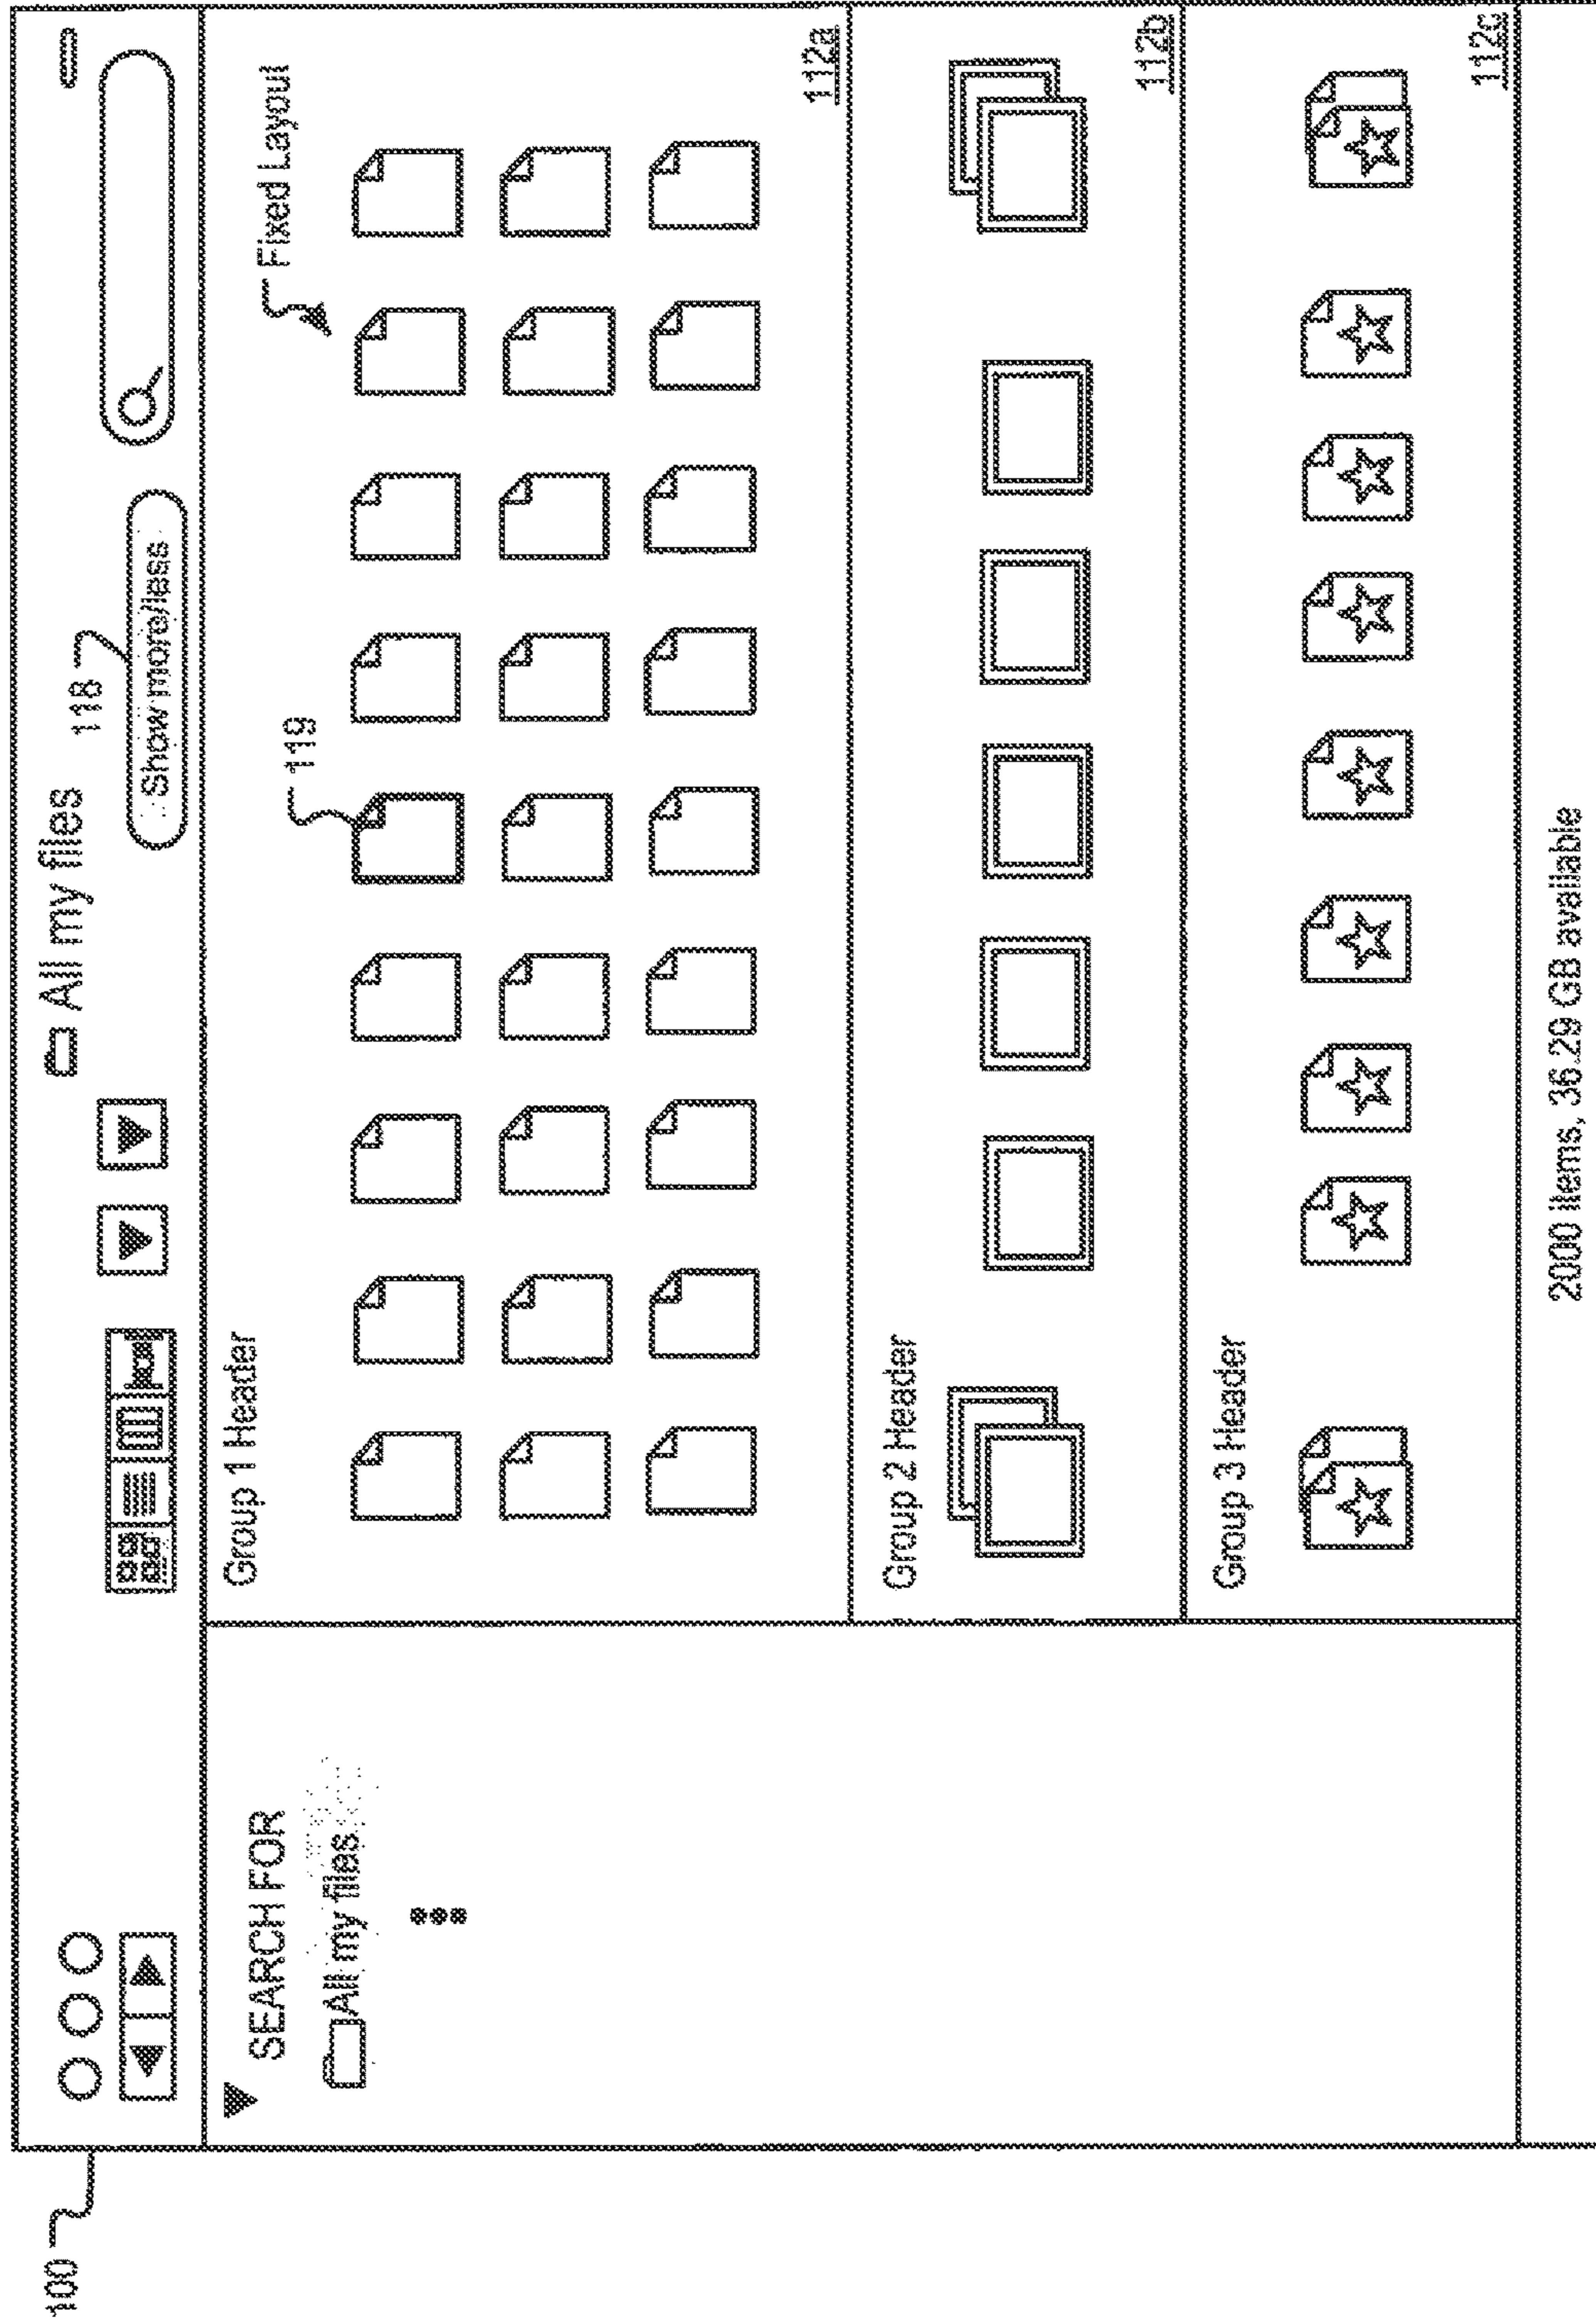 100
All my files
118
Show more/less
SEARCH FOR
All my files
Group 1 Header
119
Fixed Layout
112a
Group 2 Header
112b
Group 3 Header
112c
2000 items, 36.29 GB available